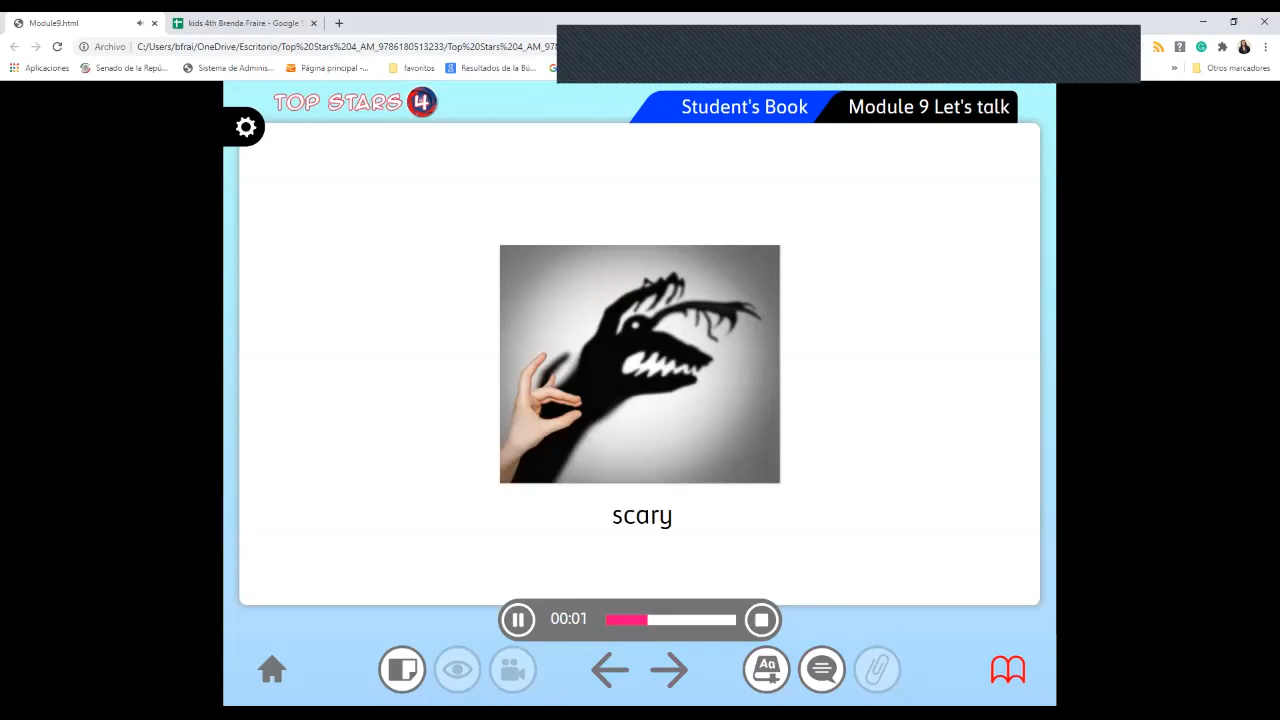 Module9.html
kids 4th Brenda Fraire - Google S
Archivo C:/Users/bfrai/OneDrive/Escritorio/Top%20Stars%204_AM_9786180513233/Top%20Stars%204_AM_97
Aplicaciones Senado de la Repú... Sistema de Adminis... Página principal -... favoritos Resultados de la Bú... » Otros marcadores
TOP STARS 4
Student's Book Module 9 Let's talk
scary
00:01
Aa